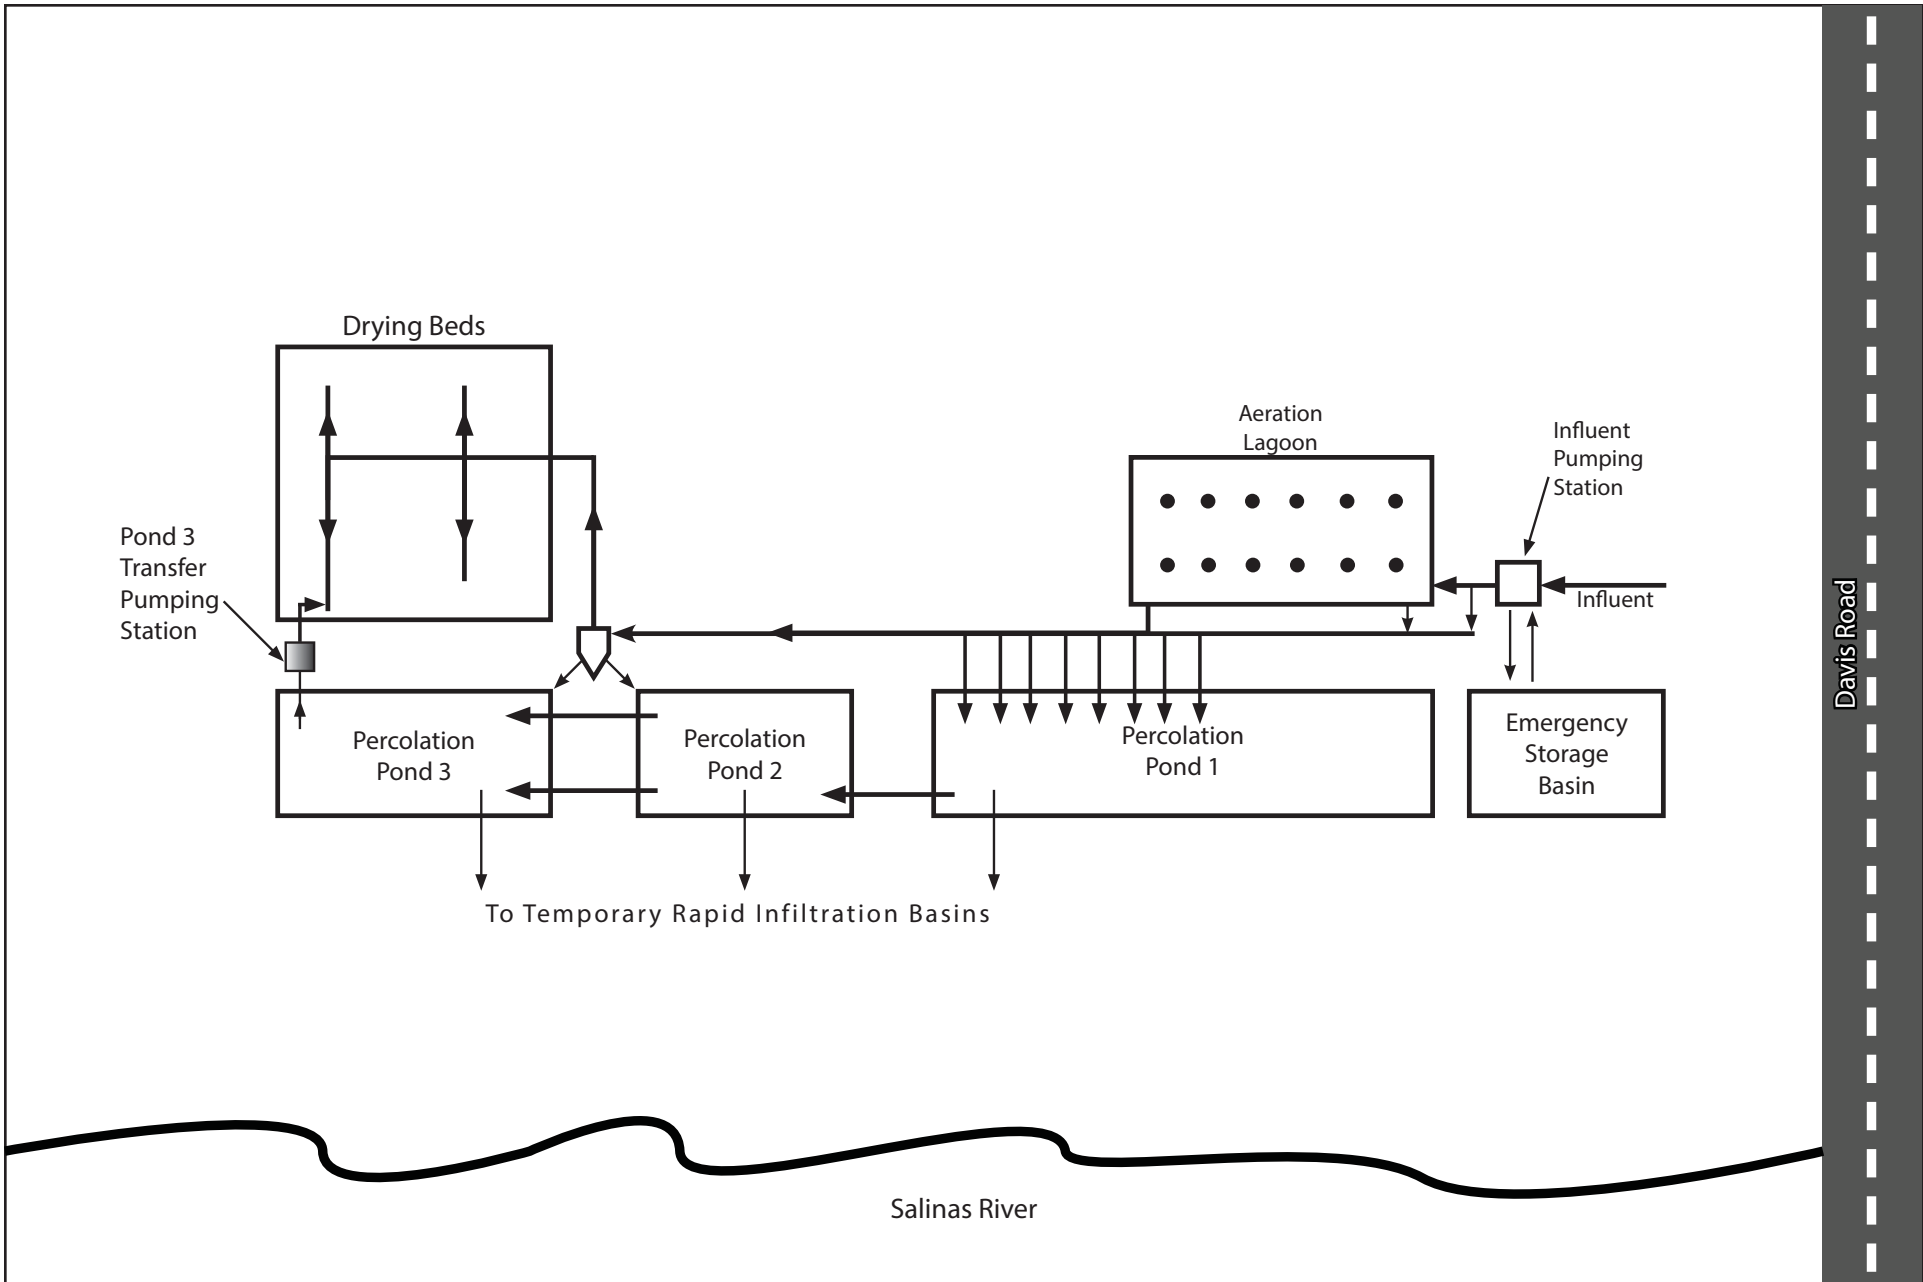 Drying Beds
Aeration
Lagoon
Influent
Pumping
Station
Pond 3
Transfer
Pumping
Station
Influent
Davis Road
Percolation
Pond 3
Percolation
Pond 2
Percolation
Pond 1
Emergency
Storage
Basin
To Temporary Rapid Infiltration Basins
Salinas River